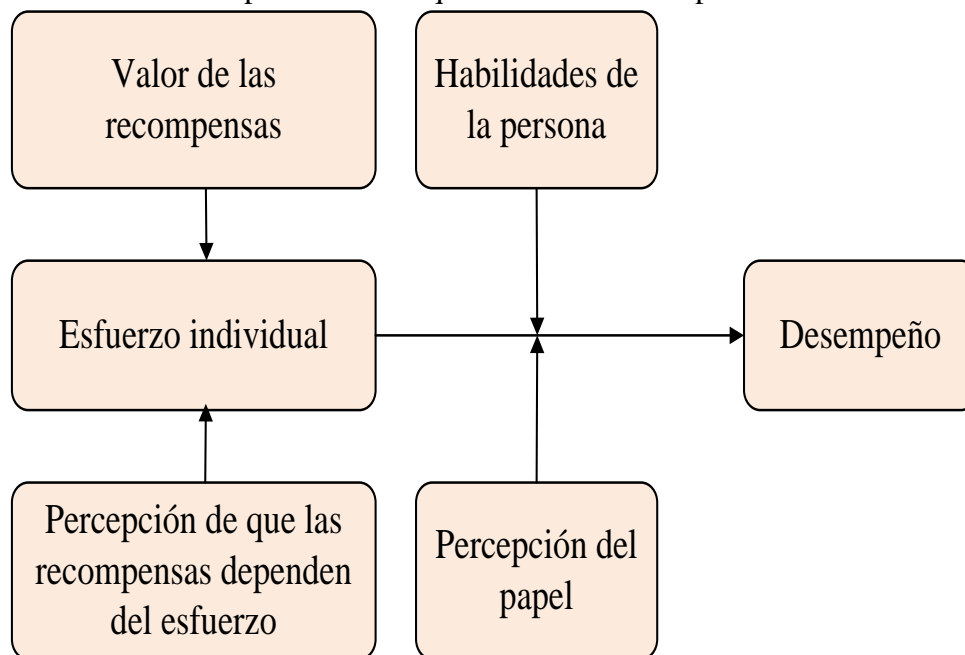 Valor de las
recompensas
Habilidades de
la persona
Esfuerzo individual
Desempeño
Percepción de que las
recompensas dependen
del esfuerzo
Percepción del
papel